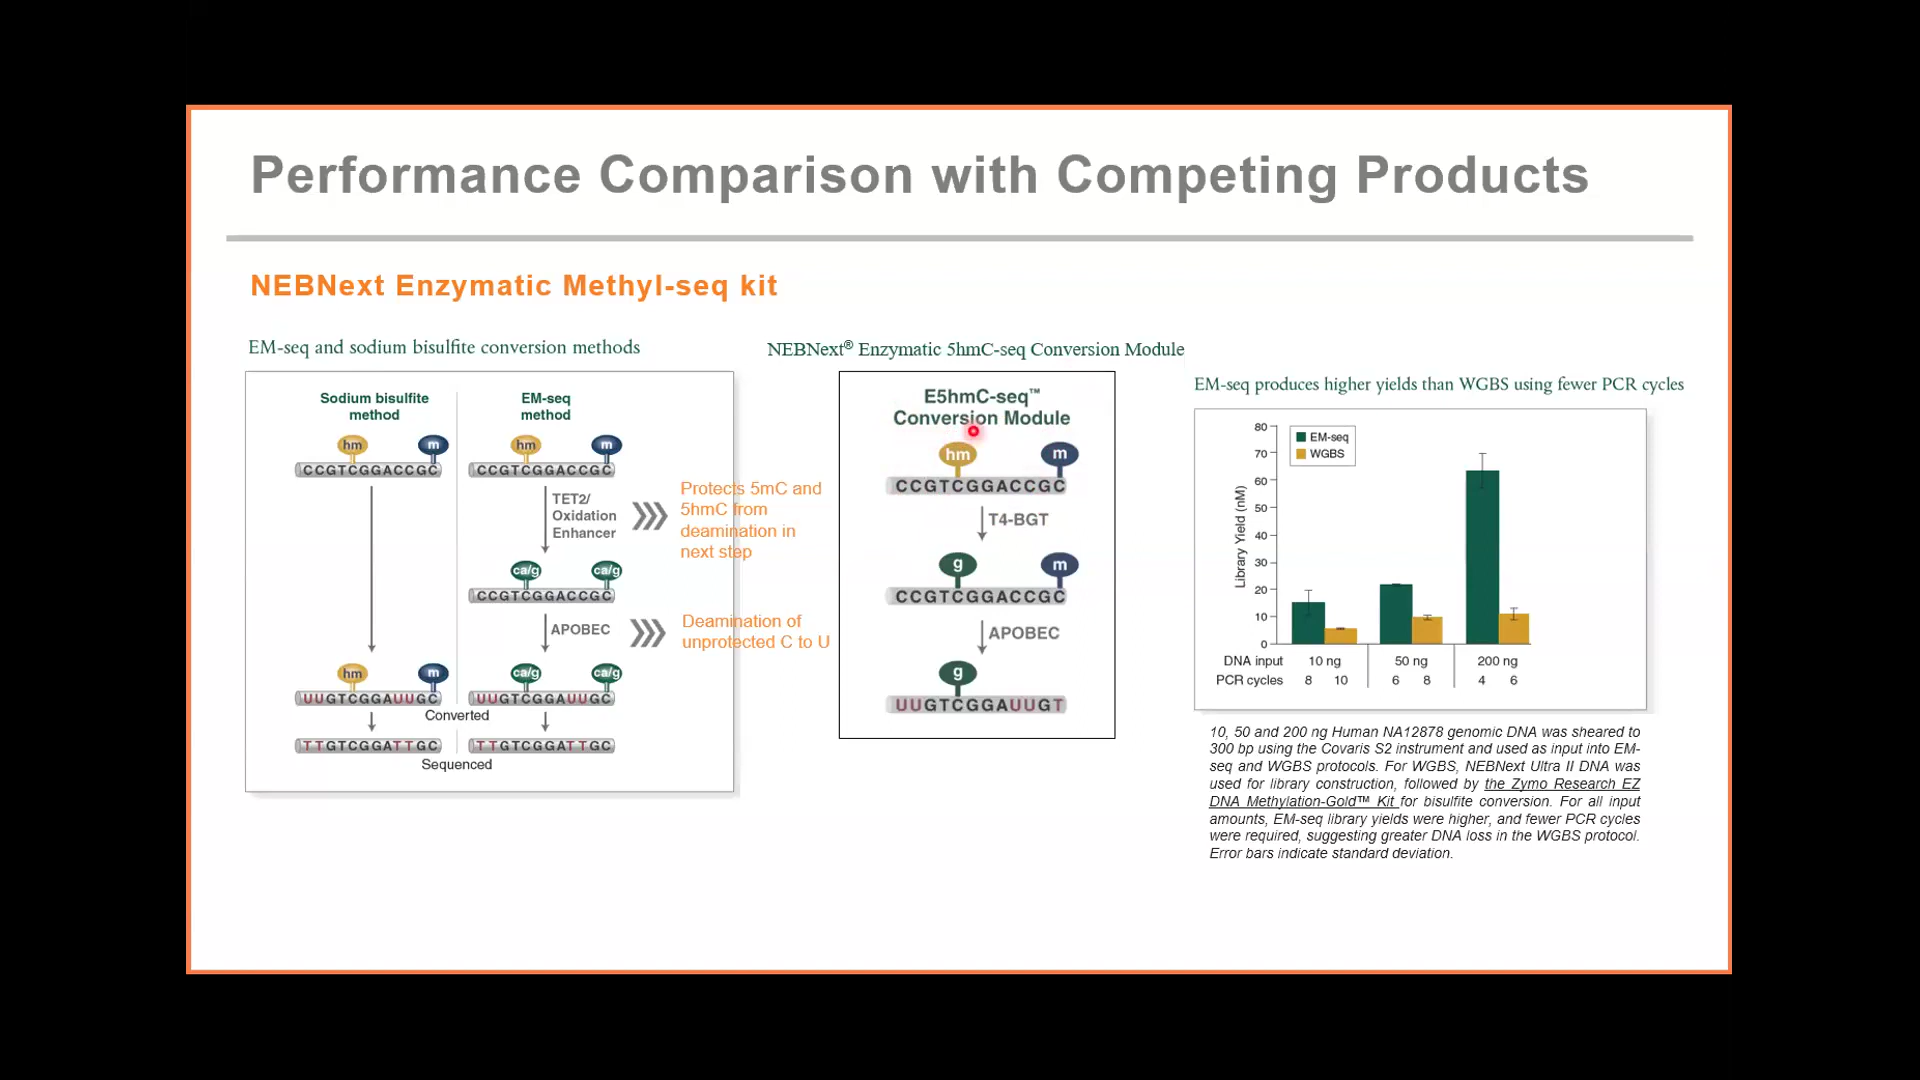 Performance Comparison with Competing Products
NEBNext Enzymatic Methyl-seq kit
EM-seq and sodium bisulfite conversion methods
Sodium bisulfite
method
hm
m
CCGTCGGACCGC
hm
m
UUGTCGGAUUGC
TTGTCGGATTGC
EM-seq
method
hm
m
CCGTCGGACCGC
TET2/
Oxidation
Enhancer
ca/g
ca/g
CCGTCGGACCGC
APOBEC
ca/g
ca/g
UUGTCGGAUUGC
Converted
TTGTCGGATTGC
Sequenced
Protects 5mC and
5hmC from
deamination in
next step
Deamination of
unprotected C to U
NEBNext® Enzymatic 5hmC-seq Conversion Module
E5hmC-seq™
Conversion Module
hm
m
CCGTCGGACCGC
T4-BGT
g
m
CCGTCGGACCGC
APOBEC
g
UUGTCGGAUUGT
EM-seq produces higher yields than WGBS using fewer PCR cycles
EM-seq
WGBS
Library Yield (nM)
80
70
60
50
40
30
20
10
0
DNA input 10 ng 50 ng 200 ng
PCR cycles 8 10 6 8 4 6
10, 50 and 200 ng Human NA12878 genomic DNA was sheared to
300 bp using the Covaris S2 instrument and used as input into EM-
seq and WGBS protocols. For WGBS, NEBNext Ultra II DNA was
used for library construction, followed by the Zymo Research EZ
DNA Methylation-Gold™ Kit for bisulfite conversion. For all input
amounts, EM-seq library yields were higher, and fewer PCR cycles
were required, suggesting greater DNA loss in the WGBS protocol.
Error bars indicate standard deviation.